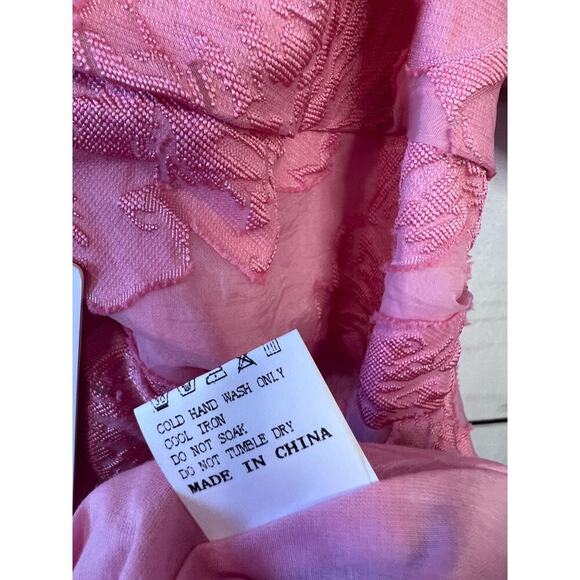 COLD HAND WASH ONLY
COOL IRON
DO NOT SOAK
DO NOT TUMBLE DRY
MADE IN CHINA